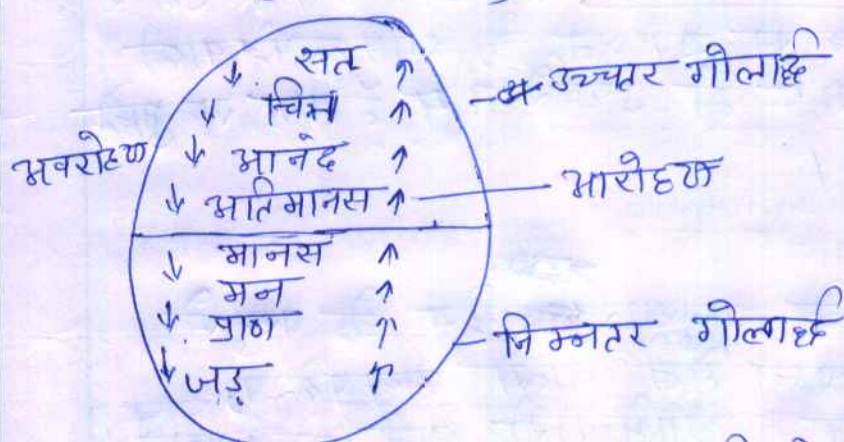 सत्
चित्त
उच्चतर गोलार्द्ध
अवरोहण
आनंद
अतिमानस
आरोहण
मानस
मन
प्राण
निम्नतर गोलार्द्ध
जड़